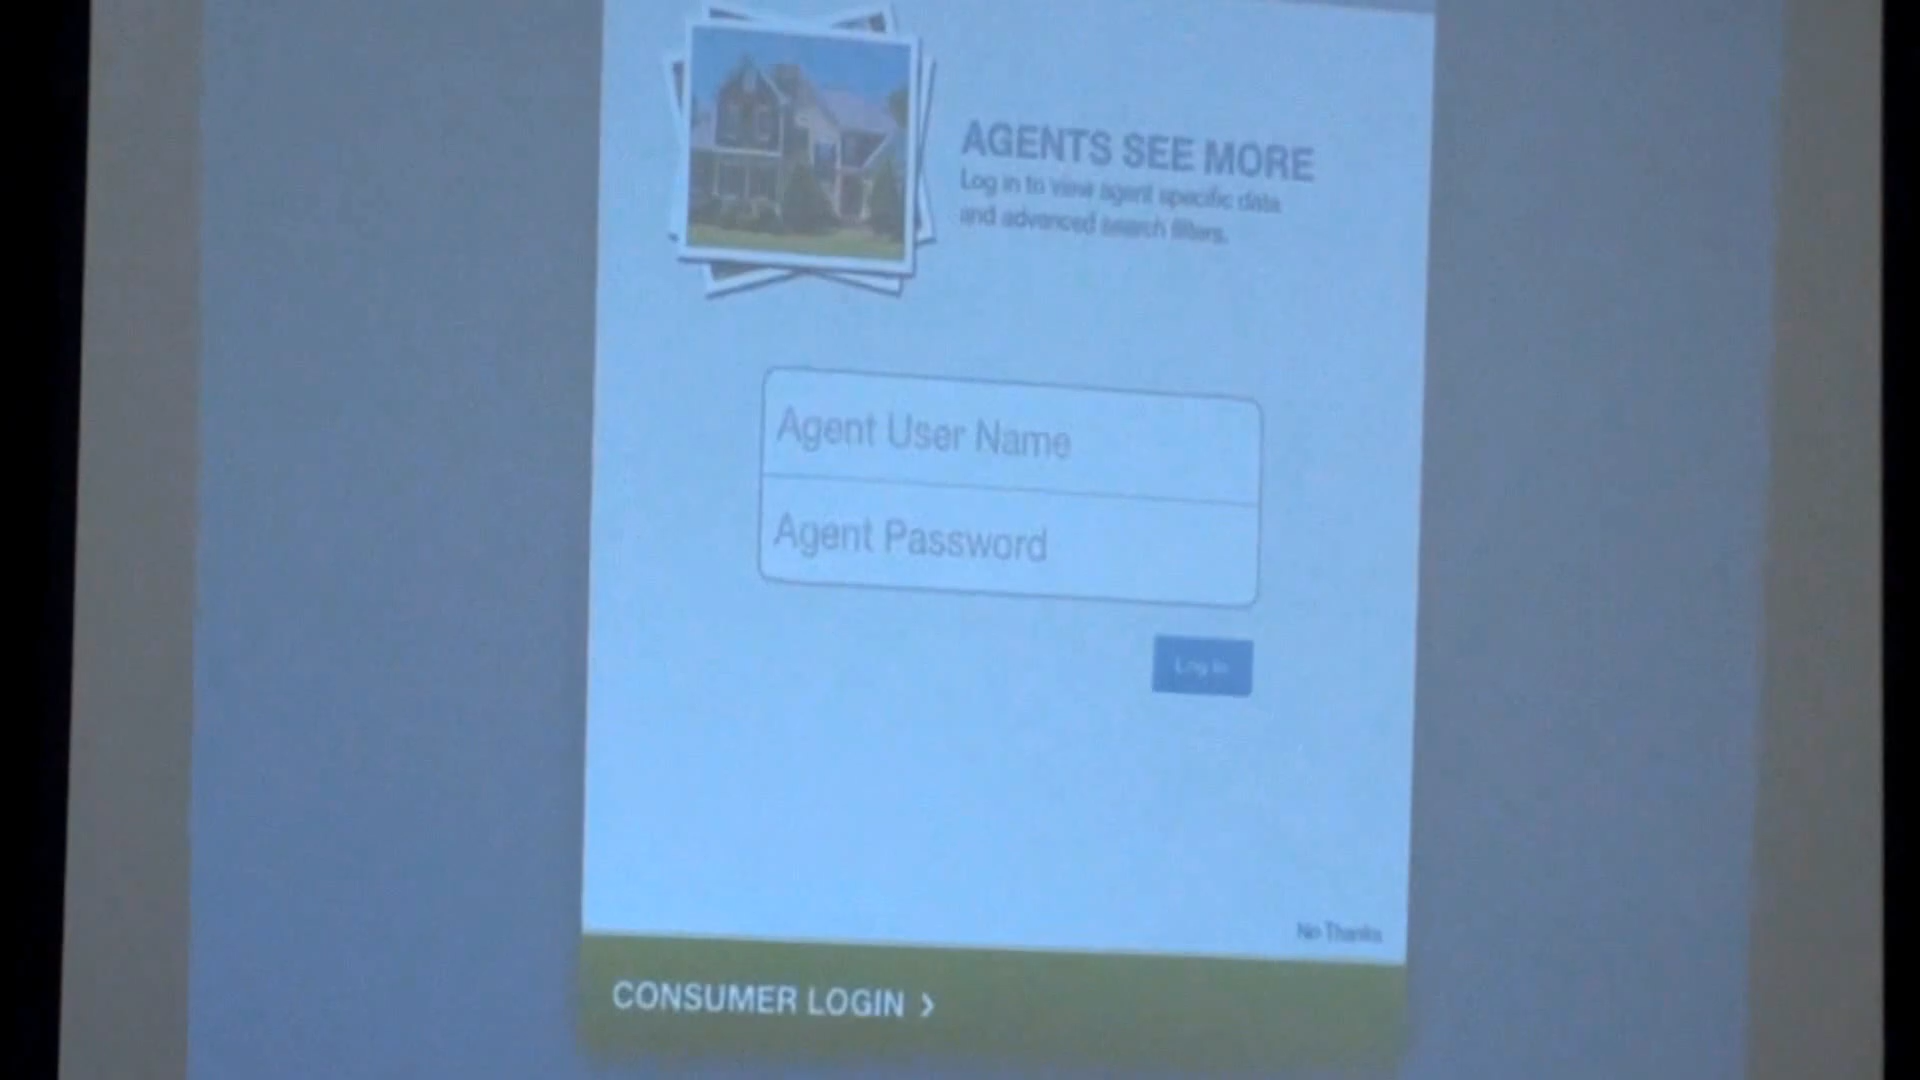 AGENTS SEE MORE
Log in to view agent specific data
and advanced search filters.
Agent User Name
Agent Password
Log In
No Thanks
CONSUMER LOGIN >